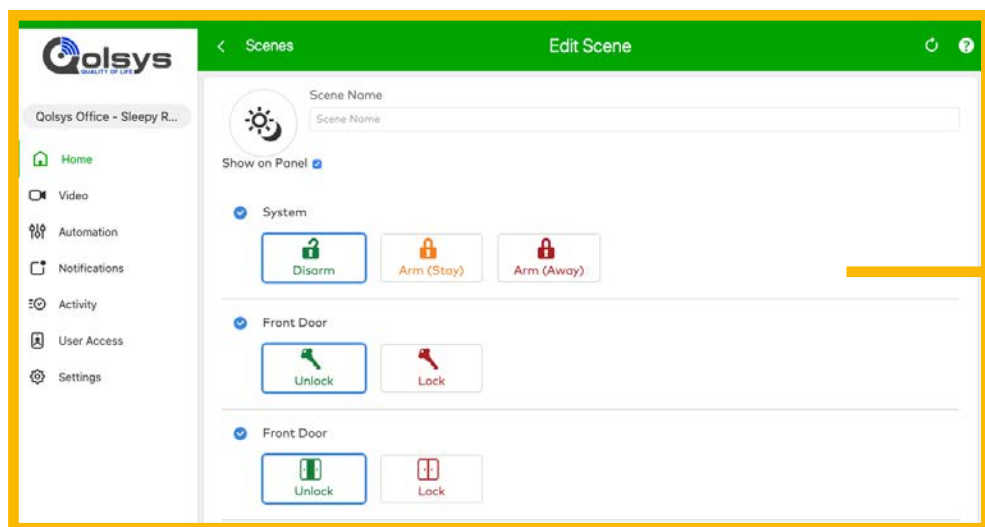 Qolsys
QUALITY OF LIFE
Qolsys Office - Sleepy R...
Home
Video
Automation
Notifications
Activity
User Access
Settings
Scenes
Edit Scene
Scene Name
Scene Name
Show on Panel
System
Disarm Arm (Stay) Arm (Away)
Front Door
Unlock Lock
Front Door
Unlock Lock